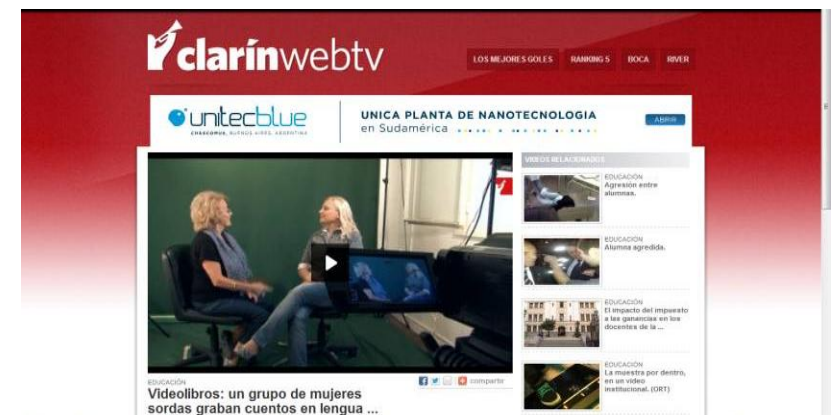 clarínwebtv
LOS MEJORES GOLES RANKING 5 BOCA RIVER
unitecblue
CHASCOMUS, BUENOS AIRES, ARGENTINA
UNICA PLANTA DE NANOTECNOLOGIA
en Sudamérica
ABRIR
VIDEOS RELACIONADOS
EDUCACIÓN
Agresión entre
alumnas.
EDUCACIÓN
Alumna agredida.
EDUCACIÓN
El impacto del impuesto
a las ganancias en los
docentes de la ...
EDUCACIÓN
La muestra por dentro,
en un video
institucional. (ORT)
EDUCACIÓN
compartir
Videolibros: un grupo de mujeres
sordas graban cuentos en lengua ...